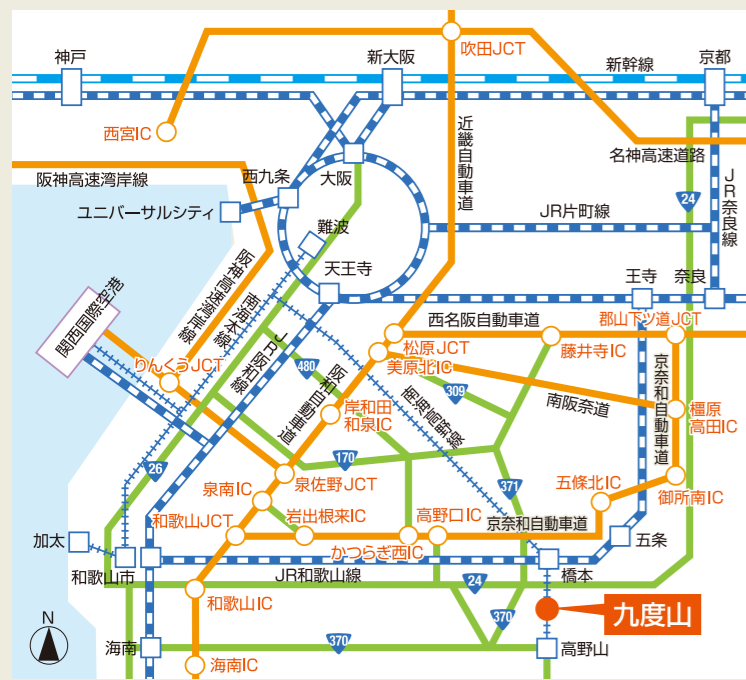 吹田JCT
神戸
新大阪
新幹線
京都
西宮IC
近畿自動車道
名神高速道路
阪神高速湾岸線
西九条
大阪
24
JR奈良線
ユニバーサルシティ
難波
JR片町線
天王寺
王寺
奈良
関西国際空港
阪神高速湾岸線
南海本線
JR阪和線
西名阪自動車道
郡山下ツ道JCT
松原JCT
美原北IC
藤井寺IC
りんくうJCT
480
阪和自動車道
309
南海高野線
南阪奈道
京奈和自動車道
橿原
高田IC
岸和田
和泉IC
26
170
371
泉佐野JCT
泉南IC
五條北IC
御所南IC
和歌山JCT
岩出根来IC
高野口IC
京奈和自動車道
かつらぎ西IC
加太
和歌山市
五条
橋本
JR和歌山線
24
和歌山IC
370
九度山
N
海南
370
高野山
海南IC